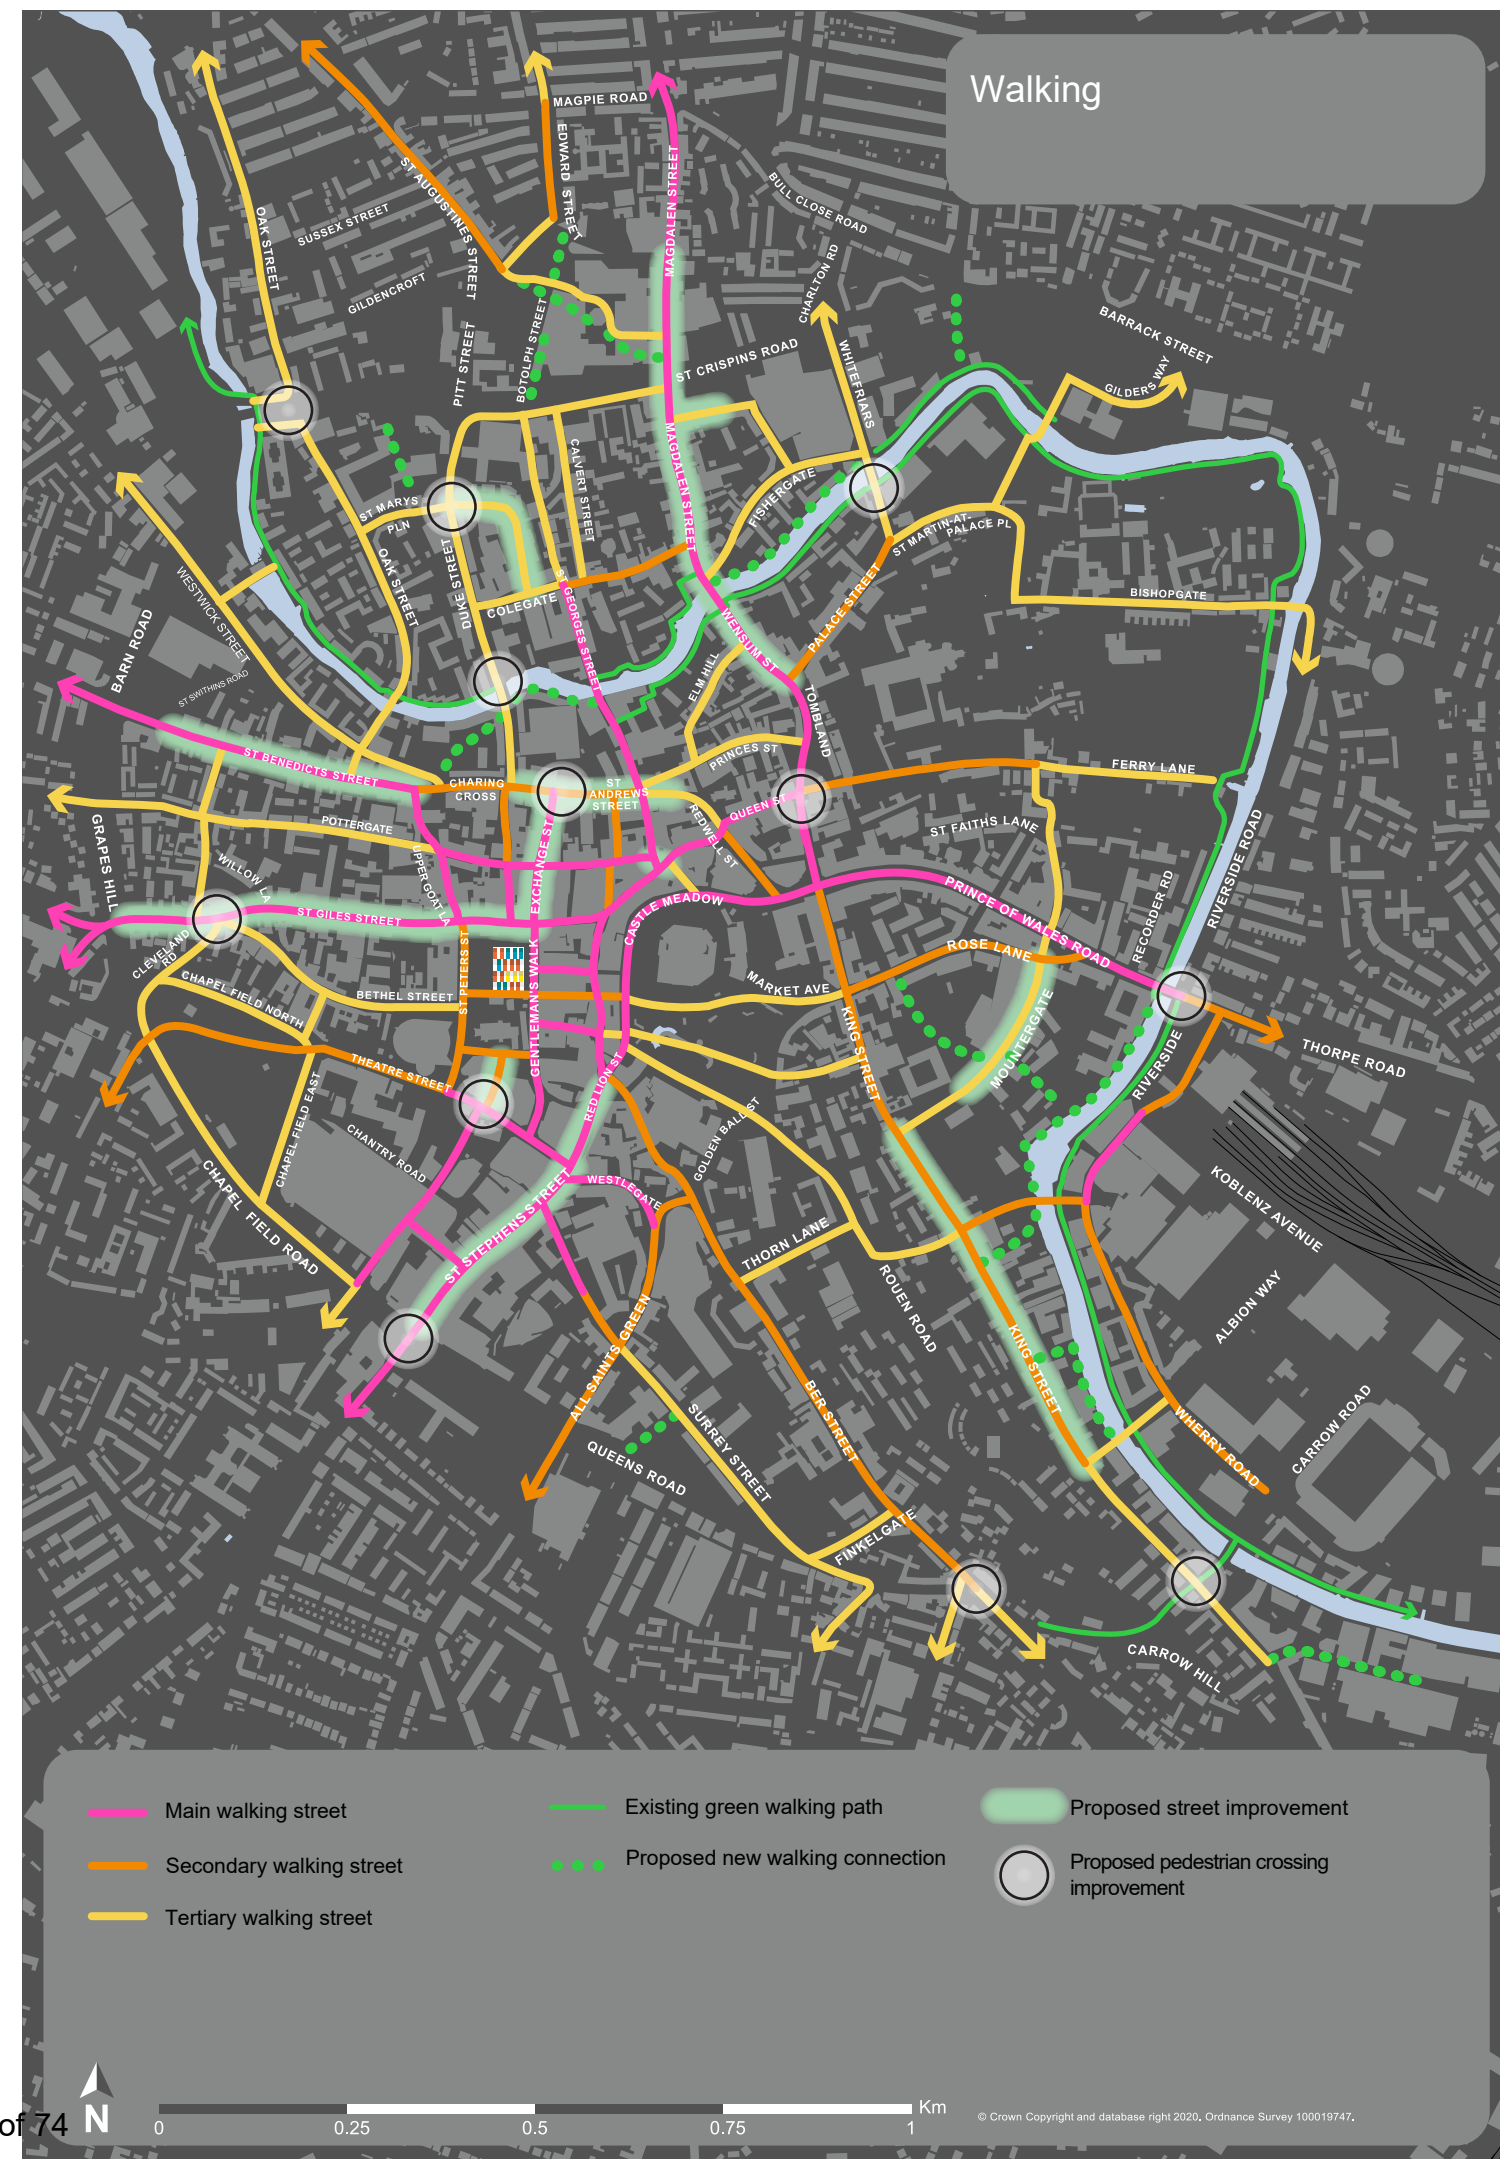 Walking
MAGPIE ROAD
EDWARD STREET
ST AUGUSTINES STREET
MAGDALEN STREET
BULL CLOSE ROAD
OAK STREET
SUSSEX STREET
GILDENCROFT
CHARLTON RD
BARRACK STREET
PITT STREET
BOTOLPH STREET
ST CRISPINS ROAD
WHITEFRIARS
GILDERS WAY
CALVERT STREET
MAGDALEN STREET
FISHERGATE
ST MARYS
PLN
ST MARTIN-AT-
PALACE PL
OAK STREET
DUKE STREET
COLEGATE
ST GEORGES STREET
WESTWICK STREET
BARN ROAD
ST SWITHINS ROAD
WENSUM ST
PALACE STREET
BISHOPGATE
ELM HILL
TOMBLAND
PRINCES ST
ST BENEDICTS STREET
CHARING
CROSS
ST
ANDREWS
STREET
FERRY LANE
QUEEN ST
REDWELL ST
ST FAITHS LANE
RIVERSIDE ROAD
GRAPES HILL
POTTERGATE
UPPER GOAT LA
WILLOW LA
EXCHANGE ST
ST GILES STREET
CASTLE MEADOW
PRINCE OF WALES ROAD
RECORDER RD
CLEVELAND
RD
ST PETERS ST
GENTLEMAN'S WALK
ROSE LANE
CHAPEL FIELD NORTH
BETHEL STREET
MARKET AVE
KING STREET
MOUNTERGATE
RIVERSIDE
THORPE ROAD
THEATRE STREET
RED LION ST
CHAPEL FIELD EAST
CHANTRY ROAD
GOLDEN BALL ST
CHAPEL FIELD ROAD
WESTLEGATE
ST STEPHENS STREET
THORN LANE
KOBLENZ AVENUE
ROUEN ROAD
ALBION WAY
ALL SAINTS GREEN
KING STREET
BER STREET
SURREY STREET
QUEENS ROAD
WHERRY ROAD
CARROW ROAD
FINKELGATE
CARROW HILL
Main walking street
Existing green walking path
Proposed street improvement
Secondary walking street
Proposed new walking connection
Proposed pedestrian crossing
improvement
Tertiary walking street
of 74
N
0 0.25 0.5 0.75 1 Km
© Crown Copyright and database right 2020. Ordnance Survey 100019747.